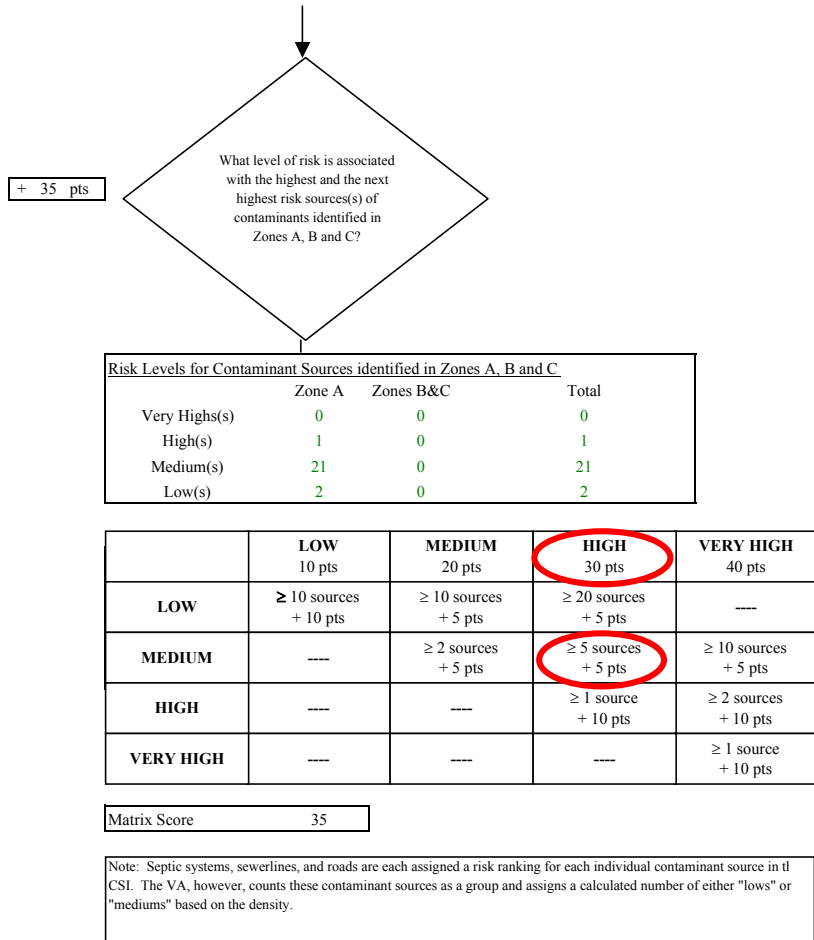 What level of risk is associated
with the highest and the next
highest risk sources(s) of
contaminants identified in
Zones A, B and C?
+ 35 pts
Risk Levels for Contaminant Sources identified in Zones A, B and C
Zone A Zones B&C Total
Very Highs(s) 0 0 0
High(s) 1 0 1
Medium(s) 21 0 21
Low(s) 2 0 2
LOW MEDIUM HIGH VERY HIGH
10 pts 20 pts 30 pts 40 pts
LOW ≥ 10 sources ≥ 10 sources ≥ 20 sources ----
+ 10 pts + 5 pts + 5 pts
MEDIUM ---- ≥ 2 sources ≥ 5 sources ≥ 10 sources
+ 5 pts + 5 pts + 5 pts
HIGH ---- ---- ≥ 1 source ≥ 2 sources
+ 10 pts + 10 pts
VERY HIGH ---- ---- ---- ≥ 1 source
+ 10 pts
Matrix Score 35
Note: Septic systems, sewerlines, and roads are each assigned a risk ranking for each individual contaminant source in
CSI. The VA, however, counts these contaminant sources as a group and assigns a calculated number of either "lows" or
"mediums" based on the density.